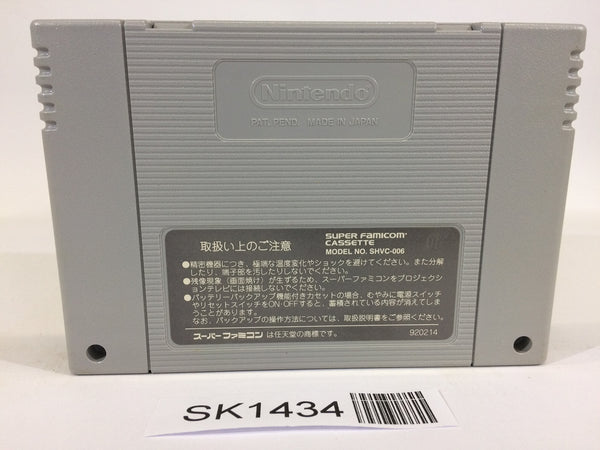 Nintendo
PAT. PEND. MADE IN JAPAN
取扱い上のご注意
SUPER FAMICOM
CASSETTE
MODEL NO. SHVC-006
●精密機器につき、極端な温度変化やショックを避けてください。また分解
したり、端子部を汚したりしないでください。
●残像現象(画面焼け)が生ずるため、スーパーファミコンをプロジェクシ
ョンテレビには接続しないでください。
●バッテリーバックアップ機能付きカセットの場合、むやみに電源スイッチ
やリセットスイッチをON・OFFすると、蓄積されている内容が消えてしま
うことがあります。
なお、バックアップの操作方法については、取扱説明書をご参照ください。
スーパーファミコンは任天堂の商標です。
920214
SK1434